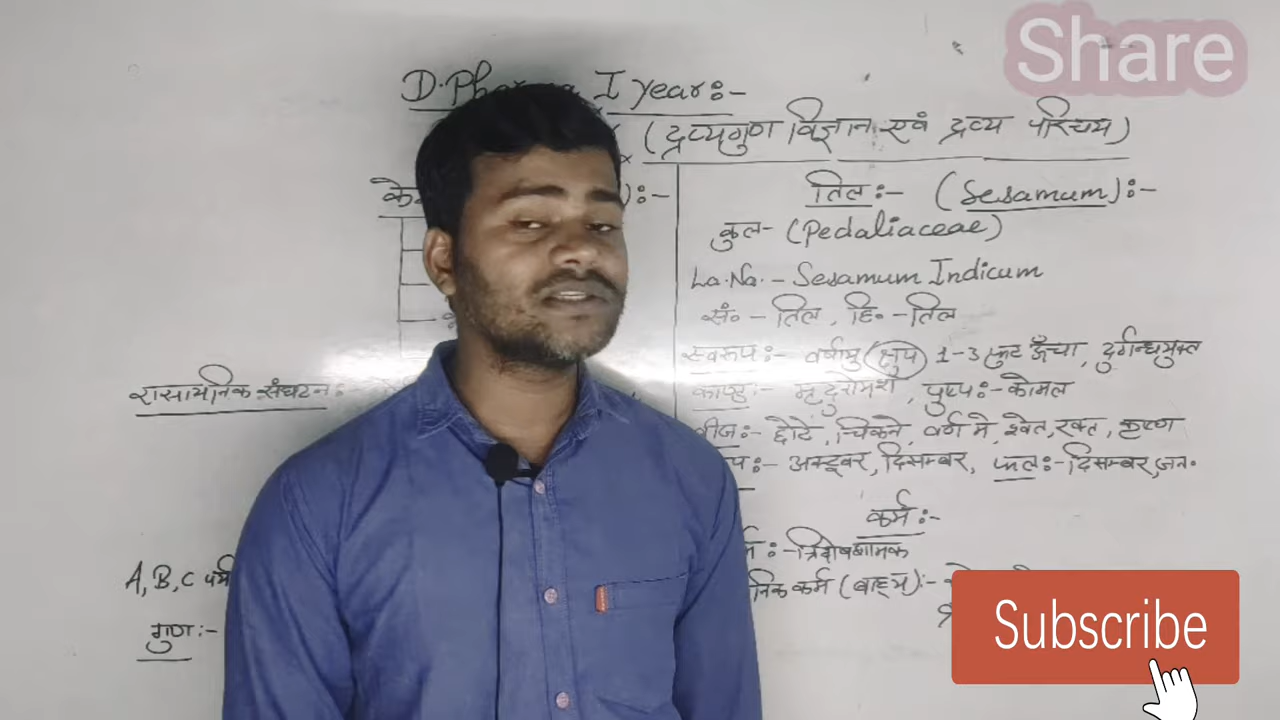 Share
D. Pharma I year:-
(द्रव्यगुण विज्ञान एवं द्रव्य परिचय)
तिल:- (Sesamum):-
कुल- (Pedaliaceae)
La. Na. - Sesamum Indicum
सं० - तिल, हि० - तिल
स्वरूप:- वर्षायु (क्षुप) 1-3 फुट ऊँचा, दुर्गन्धयुक्त
रासायनिक संघटन:
काण्ड:- मृदुरोमश, पुष्प:- कोमल
बीज:- छोटे, चिकने, वर्ण मे श्वेत, रक्त, कृष्ण
:- अक्टूबर, दिसम्बर, फल:- दिसम्बर, जन.
कर्म:-
:- त्रिदोषशामक
A, B, C
कर्म (बाह्य):-
गुण:-
Subscribe